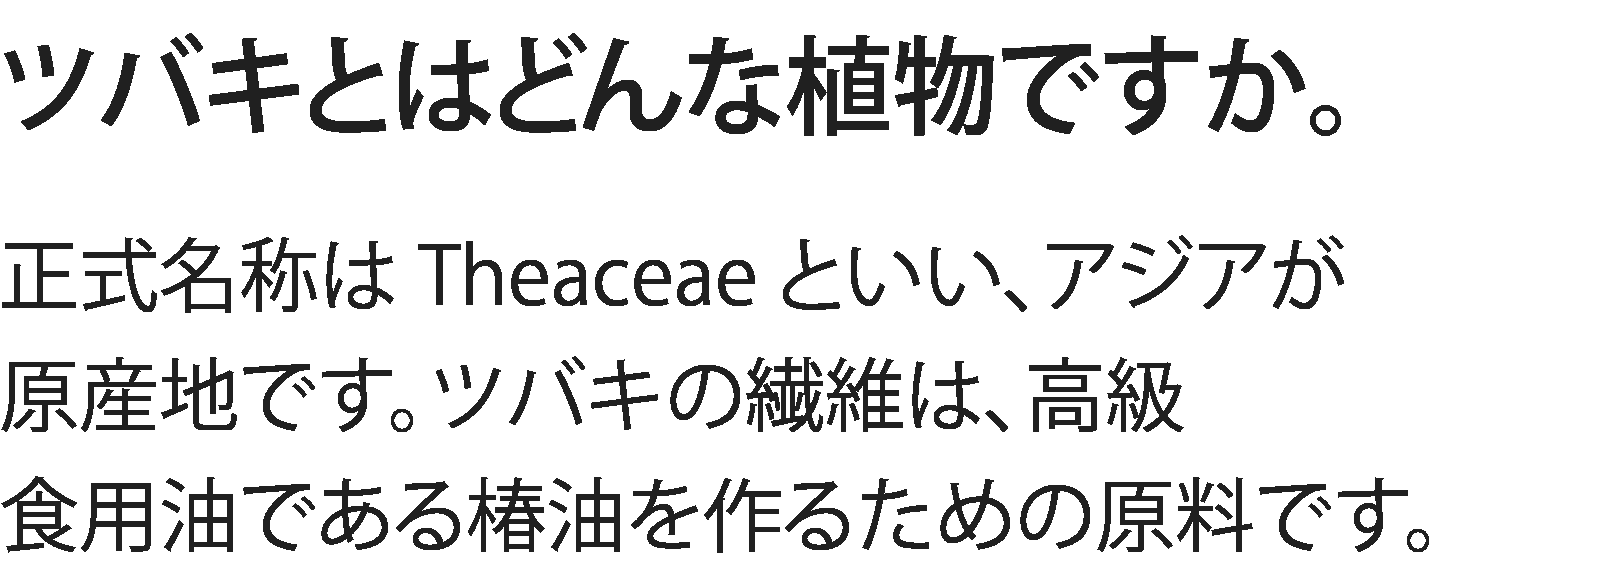 ツバキとはどんな植物ですか。
正式名称は Theaceae といい、アジアが
原産地です。ツバキの繊維は、高級
食用油である椿油を作るための原料です。